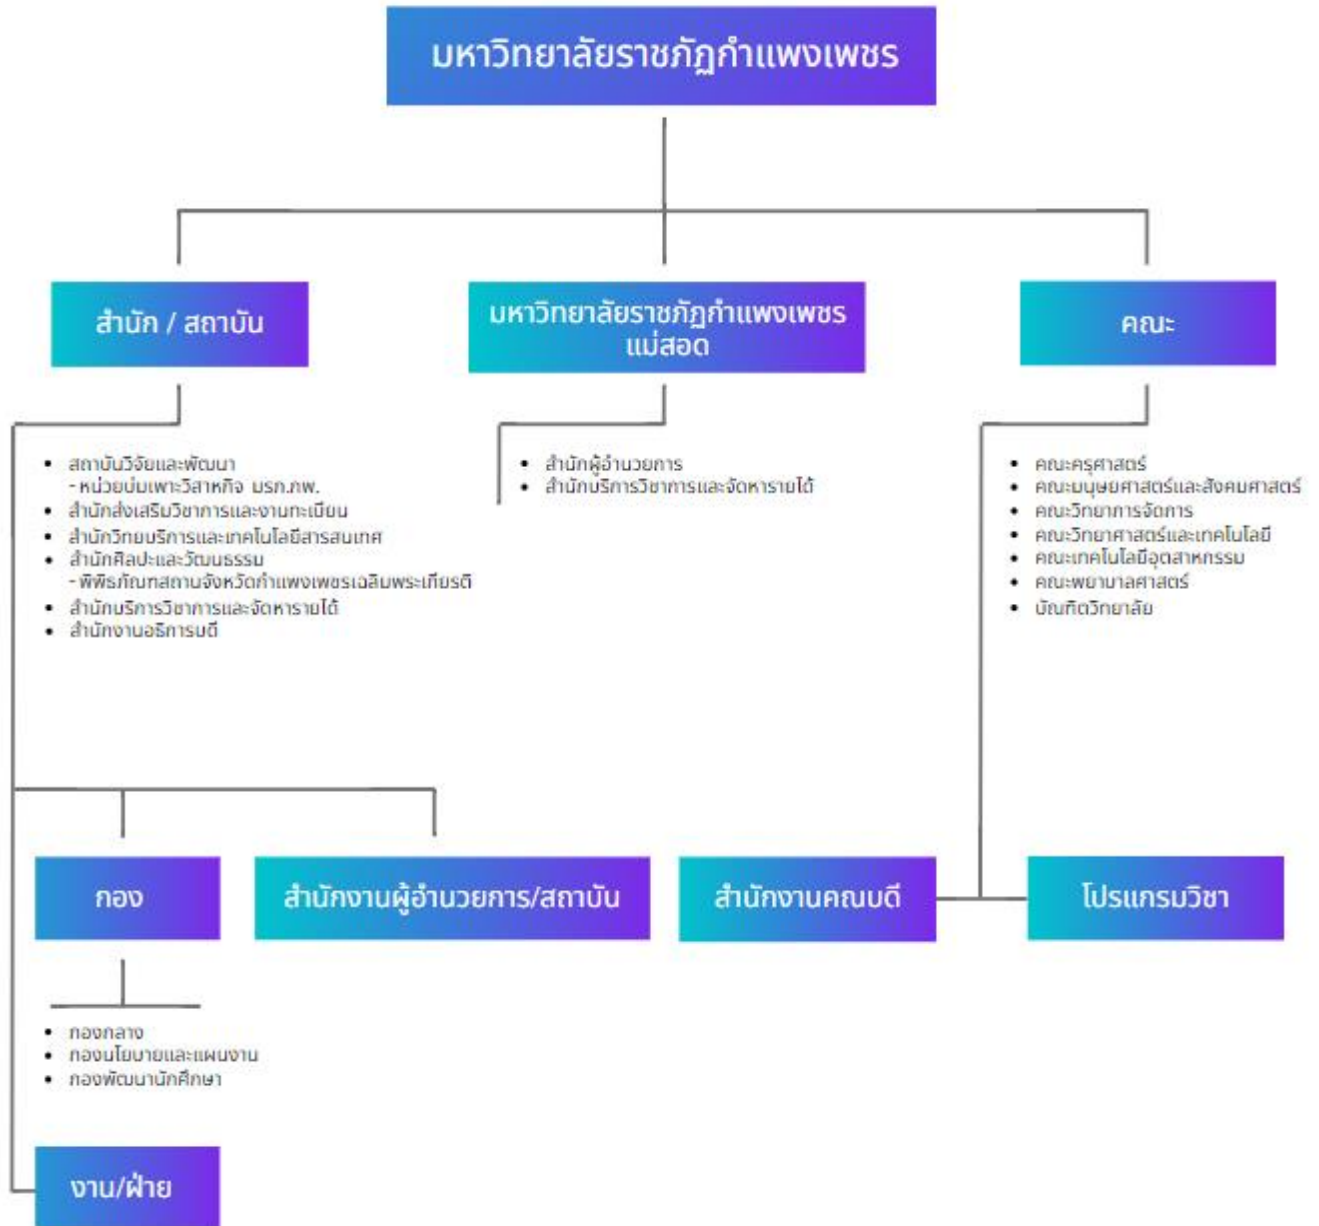 มหาวิทยาลัยราชภัฏกำแพงเพชร
สำนัก / สถาบัน
มหาวิทยาลัยราชภัฏกำแพงเพชร
แม่สอด
คณะ
• สถาบันวิจัยและพัฒนา
- หน่วยบ่มเพาะวิสาหกิจ มรภ.กพ.
• สำนักส่งเสริมวิชาการและงานทะเบียน
• สำนักวิทยบริการและเทคโนโลยีสารสนเทศ
• สำนักศิลปะและวัฒนธรรม
- พิพิธภัณฑสถานจังหวัดกำแพงเพชรเฉลิมพระเกียรติ
• สำนักบริการวิชาการและจัดหารายได้
• สำนักงานอธิการบดี
• สำนักผู้อำนวยการ
• สำนักบริการวิชาการและจัดหารายได้
• คณะครุศาสตร์
• คณะมนุษยศาสตร์และสังคมศาสตร์
• คณะวิทยาการจัดการ
• คณะวิทยาศาสตร์และเทคโนโลยี
• คณะเทคโนโลยีอุตสาหกรรม
• คณะพยาบาลศาสตร์
• บัณฑิตวิทยาลัย
กอง
สำนักงานผู้อำนวยการ/สถาบัน
สำนักงานคณบดี
โปรแกรมวิชา
• กองกลาง
• กองนโยบายและแผนงาน
• กองพัฒนานักศึกษา
งาน/ฝ่าย